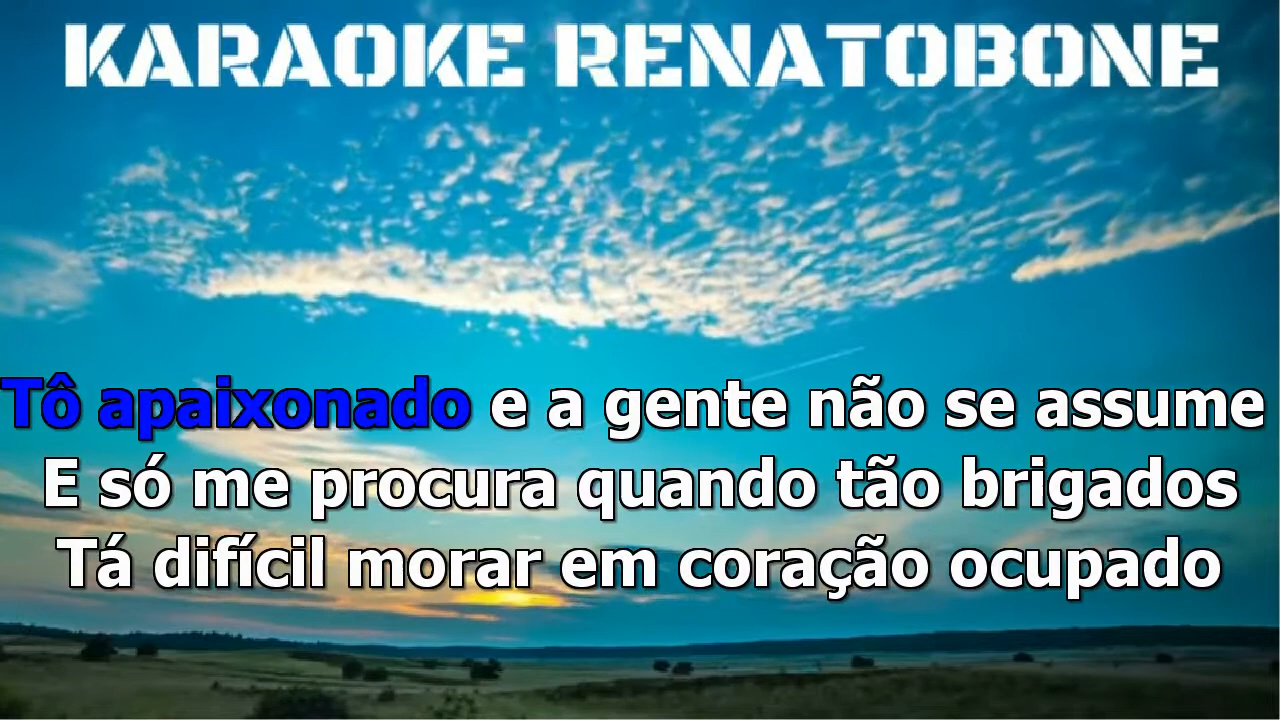 KARAOKE RENATOBONE
Tô apaixonado e a gente não se assume
E só me procura quando tão brigados
Tá difícil morar em coração ocupado